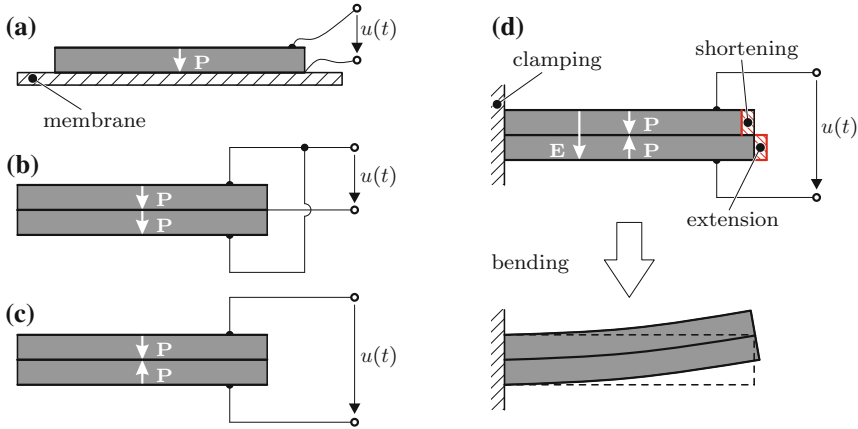 (a)
u(t)
P
membrane
(b)
u(t)
P
P
(c)
u(t)
P
P
(d)
clamping
shortening
E
P
P
u(t)
extension
bending